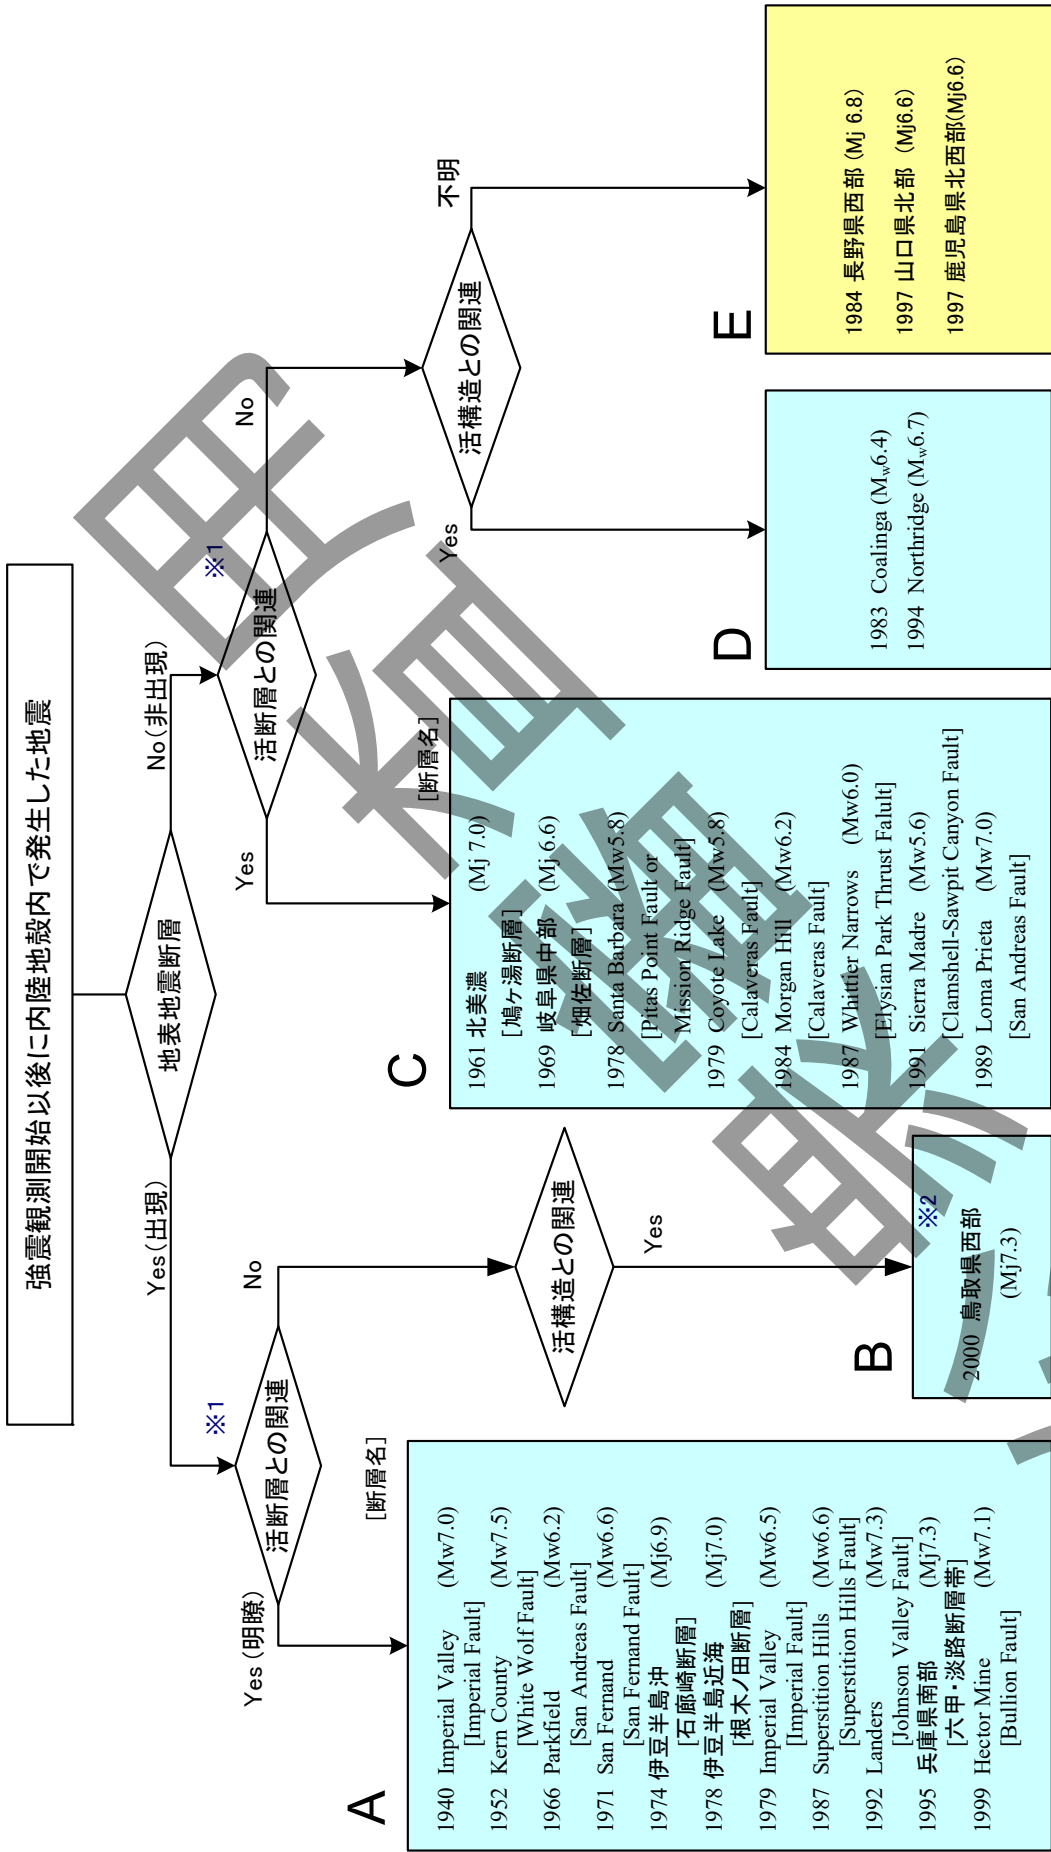 強震観測開始以後に内陸地殻内で発生した地震
地表地震断層
Yes(出現)
No(非出現)
※1
活断層との関連
Yes(明瞭)
No
[断層名]
A
1940 Imperial Valley (Mw7.0)
[Imperial Fault]
1952 Kern County (Mw7.5)
[White Wolf Fault]
1966 Parkfield (Mw6.2)
[San Andreas Fault]
1971 San Fernand (Mw6.6)
[San Fernand Fault]
1974 伊豆半島沖 (Mj6.9)
[石廊崎断層]
1978 伊豆半島近海 (Mj7.0)
[根木ノ田断層]
1979 Imperial Valley (Mw6.5)
[Imperial Fault]
1987 Superstition Hills (Mw6.6)
[Superstition Hills Fault]
1992 Landers (Mw7.3)
[Johnson Valley Fault]
1995 兵庫県南部 (Mj7.3)
[六甲・淡路断層帯]
1999 Hector Mine (Mw7.1)
[Bullion Fault]
活構造との関連
Yes
B
※2
2000 鳥取県西部
(Mj7.3)
※1
活断層との関連
Yes
No
[断層名]
C
1961 北美濃 (Mj 7.0)
[鳩ヶ湯断層]
1969 岐阜県中部 (Mj 6.6)
[畑佐断層]
1978 Santa Barbara (Mw5.8)
[Pitas Point Fault or
Mission Ridge Fault]
1979 Coyote Lake (Mw5.8)
[Calaveras Fault]
1984 Morgan Hill (Mw6.2)
[Calaveras Fault]
1987 Whittier Narrows (Mw6.0)
[Elysian Park Thrust Falult]
1991 Sierra Madre (Mw5.6)
[Clamshell-Sawpit Canyon Fault]
1989 Loma Prieta (Mw7.0)
[San Andreas Fault]
活構造との関連
Yes
不明
D
1983 Coalinga (Mw6.4)
1994 Northridge (Mw6.7)
E
1984 長野県西部 (Mj 6.8)
1997 山口県北部 (Mj6.6)
1997 鹿児島県北西部(Mj6.6)